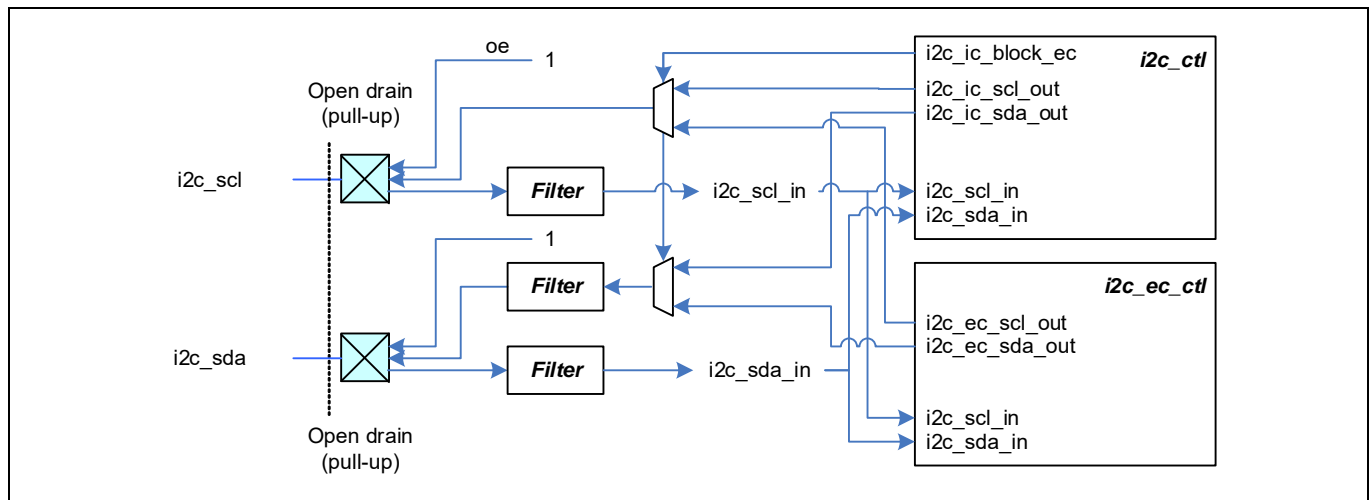 oe
1
Open drain
(pull-up)
i2c_scl
Filter
i2c_scl_in
1
Filter
i2c_sda
Filter
i2c_sda_in
Open drain
(pull-up)
i2c_ic_block_ec
i2c_ctl
i2c_ic_scl_out
i2c_ic_sda_out
i2c_scl_in
i2c_sda_in
i2c_ec_ctl
i2c_ec_scl_out
i2c_ec_sda_out
i2c_scl_in
i2c_sda_in